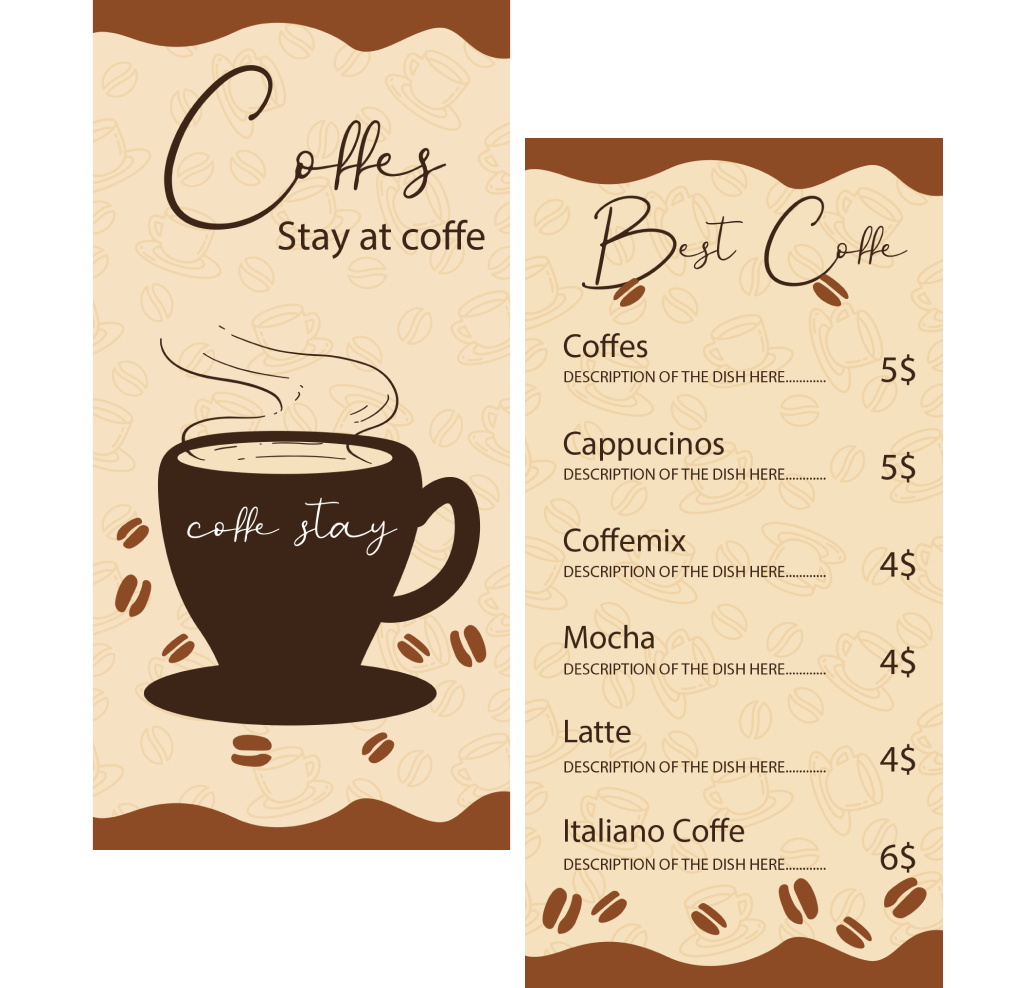 Coffes
Stay at coffe
coffe stay
Best Coffe
Coffes
DESCRIPTION OF THE DISH HERE............ 5$
Cappucinos
DESCRIPTION OF THE DISH HERE............ 5$
Coffemix
DESCRIPTION OF THE DISH HERE............ 4$
Mocha
DESCRIPTION OF THE DISH HERE............ 4$
Latte
DESCRIPTION OF THE DISH HERE............ 4$
Italiano Coffe
DESCRIPTION OF THE DISH HERE............ 6$